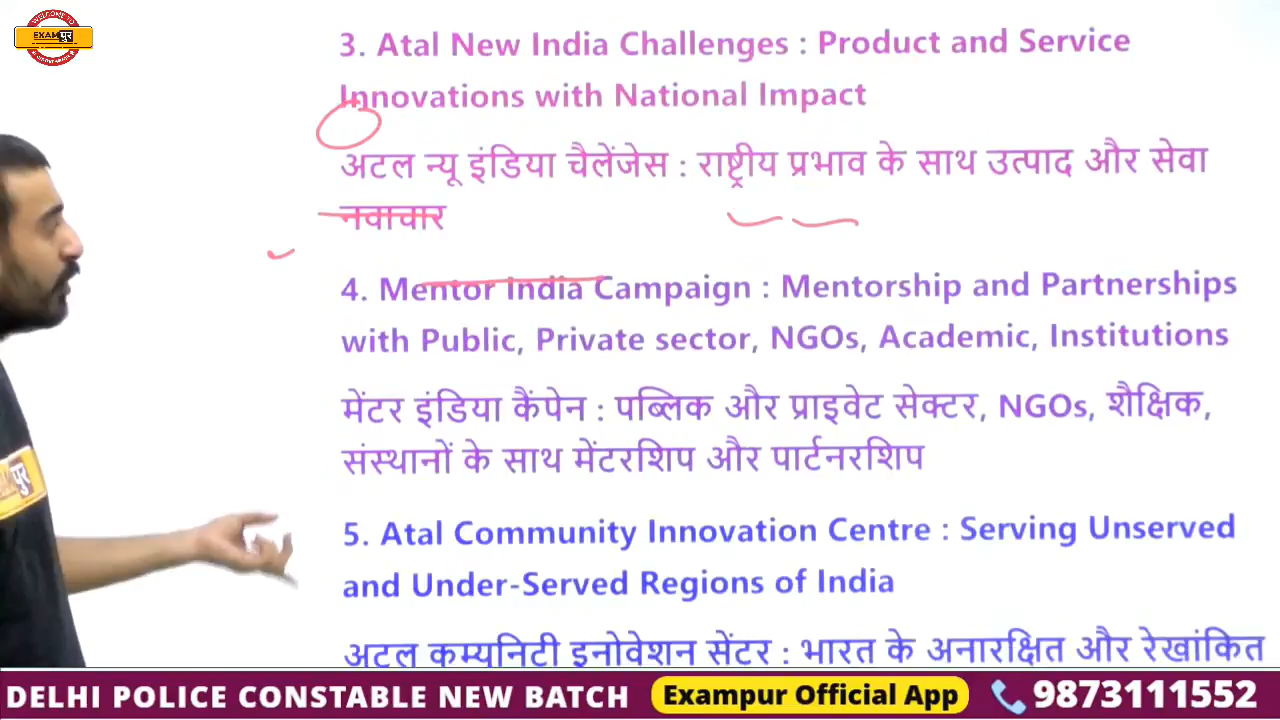 WELCOME TO
EXAMपुर
3. Atal New India Challenges : Product and Service
Innovations with National Impact
अटल न्यू इंडिया चैलेंजेस : राष्ट्रीय प्रभाव के साथ उत्पाद और सेवा
नवाचार
4. Mentor India Campaign : Mentorship and Partnerships
with Public, Private sector, NGOs, Academic, Institutions
मेंटर इंडिया कैंपेन : पब्लिक और प्राइवेट सेक्टर, NGOs, शैक्षिक,
संस्थानों के साथ मेंटरशिप और पार्टनरशिप
5. Atal Community Innovation Centre : Serving Unserved
and Under-Served Regions of India
अटल कम्युनिटी इनोवेशन सेंटर : भारत के अनारक्षित और रेखांकित
पुर
DELHI POLICE CONSTABLE NEW BATCH
Exampur Official App
9873111552